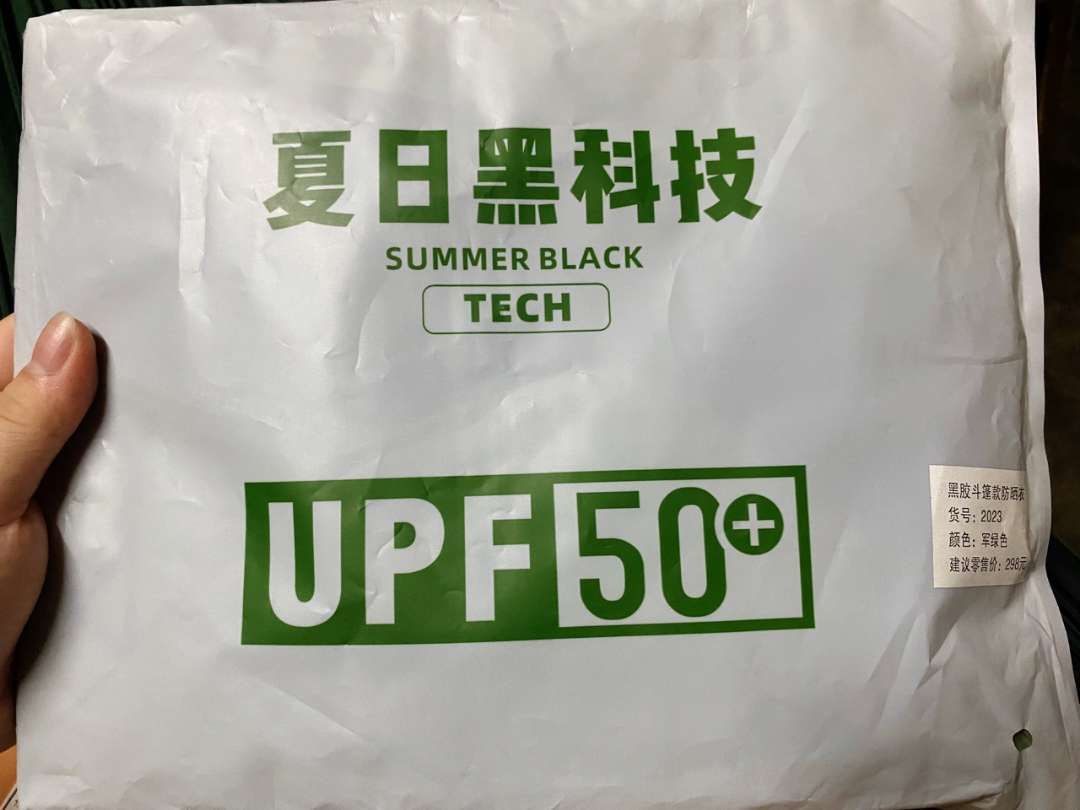 夏日黑科技
SUMMER BLACK
TECH
UPF 50+
黑胶斗篷款防晒衣
货号：2023
颜色：军绿色
建议零售价：298元